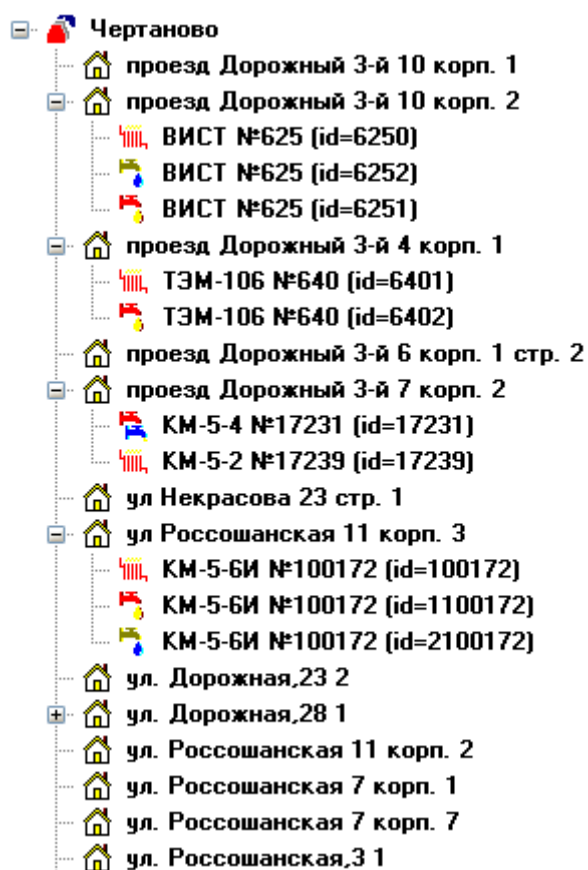 Чертаново
проезд Дорожный 3-й 10 корп. 1
проезд Дорожный 3-й 10 корп. 2
ВИСТ №625 (id=6250)
ВИСТ №625 (id=6252)
ВИСТ №625 (id=6251)
проезд Дорожный 3-й 4 корп. 1
ТЭМ-106 №640 (id=6401)
ТЭМ-106 №640 (id=6402)
проезд Дорожный 3-й 6 корп. 1 стр. 2
проезд Дорожный 3-й 7 корп. 2
КМ-5-4 №17231 (id=17231)
КМ-5-2 №17239 (id=17239)
ул Некрасова 23 стр. 1
ул Россошанская 11 корп. 3
КМ-5-6И №100172 (id=100172)
КМ-5-6И №100172 (id=1100172)
КМ-5-6И №100172 (id=2100172)
ул. Дорожная,23 2
ул. Дорожная,28 1
ул. Россошанская 11 корп. 2
ул. Россошанская 7 корп. 1
ул. Россошанская 7 корп. 7
ул. Россошанская,3 1